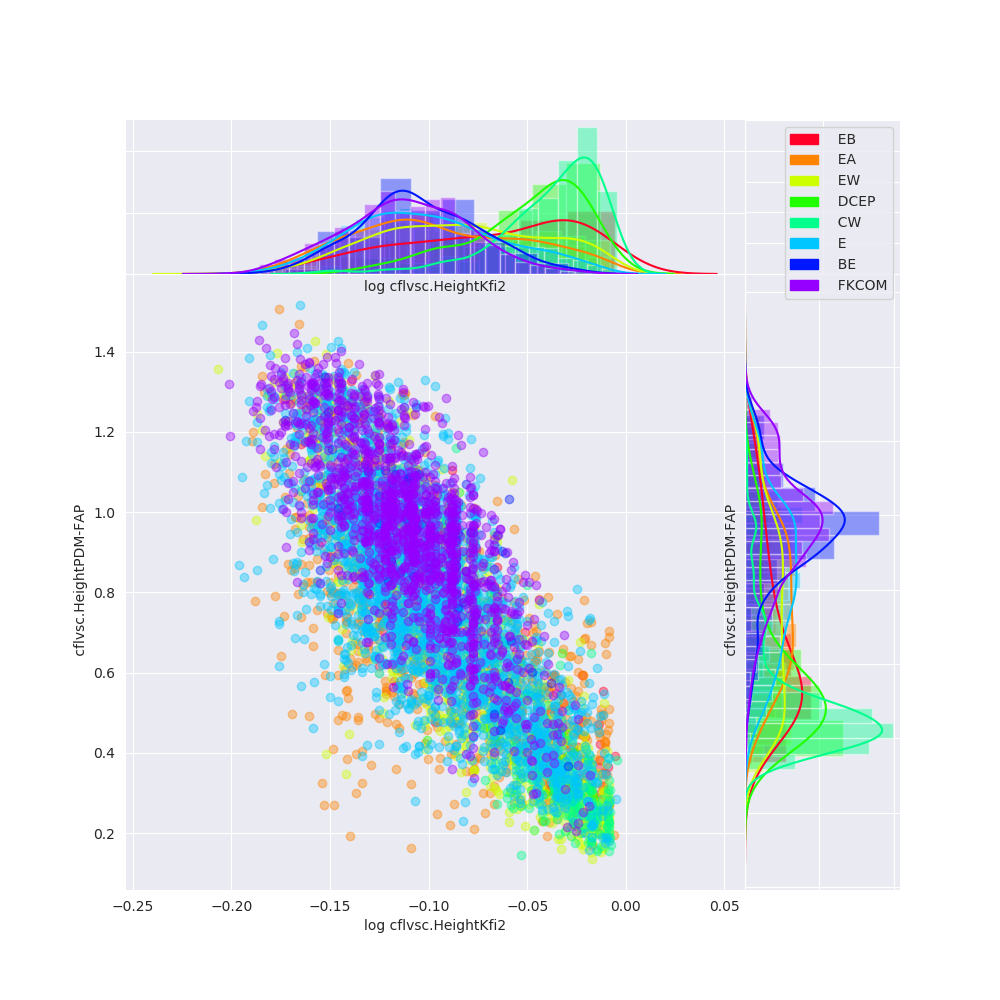 EB
EA
EW
DCEP
CW
E
BE
FKCOM
log cflvsc.HeightKfi2
cflvsc.HeightPDM-FAP
1.4
1.2
1.0
0.8
0.6
0.4
0.2
cflvsc.HeightPDM-FAP
−0.25
−0.20
−0.15
−0.10
−0.05
0.00
0.05
log cflvsc.HeightKfi2